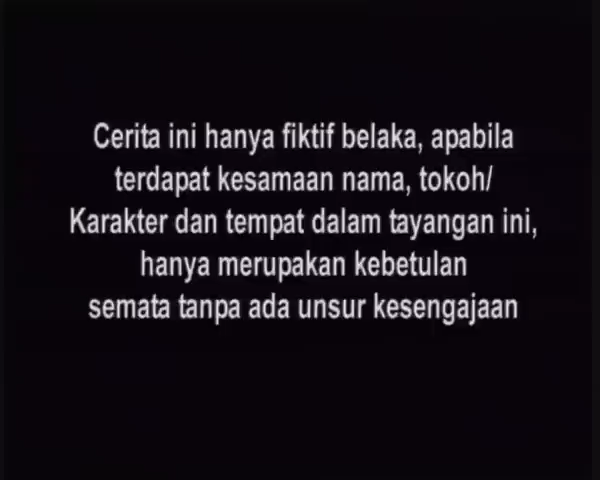 Cerita ini hanya fiktif belaka, apabila
terdapat kesamaan nama, tokoh/
Karakter dan tempat dalam tayangan ini,
hanya merupakan kebetulan
semata tanpa ada unsur kesengajaan